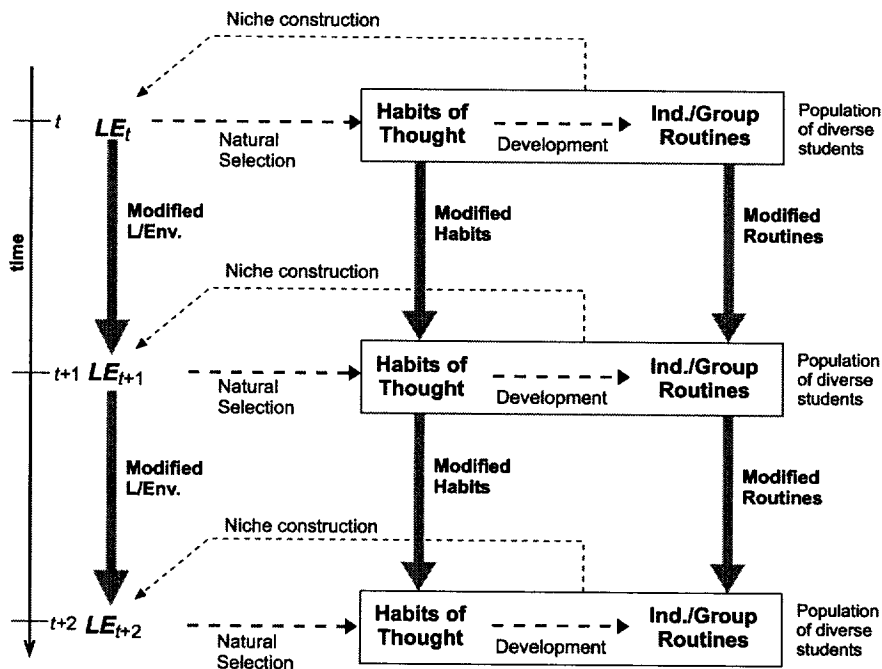 Niche construction
t
LEt
Natural
Selection
Habits of
Thought
Development
Ind./Group
Routines
Population
of diverse
students
time
Modified
L/Env.
Modified
Habits
Modified
Routines
Niche construction
t+1
LEt+1
Natural
Selection
Habits of
Thought
Development
Ind./Group
Routines
Population
of diverse
students
Modified
L/Env.
Modified
Habits
Modified
Routines
Niche construction
t+2
LEt+2
Natural
Selection
Habits of
Thought
Development
Ind./Group
Routines
Population
of diverse
students